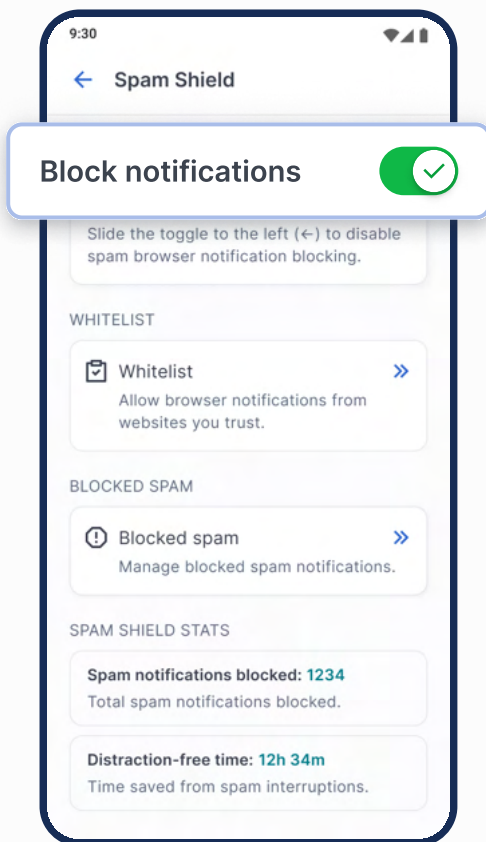 9:30
Spam Shield
Block notifications
Slide the toggle to the left (←) to disable
spam browser notification blocking.
WHITELIST
Whitelist
Allow browser notifications from
websites you trust.
BLOCKED SPAM
Blocked spam
Manage blocked spam notifications.
SPAM SHIELD STATS
Spam notifications blocked: 1234
Total spam notifications blocked.
Distraction-free time: 12h 34m
Time saved from spam interruptions.